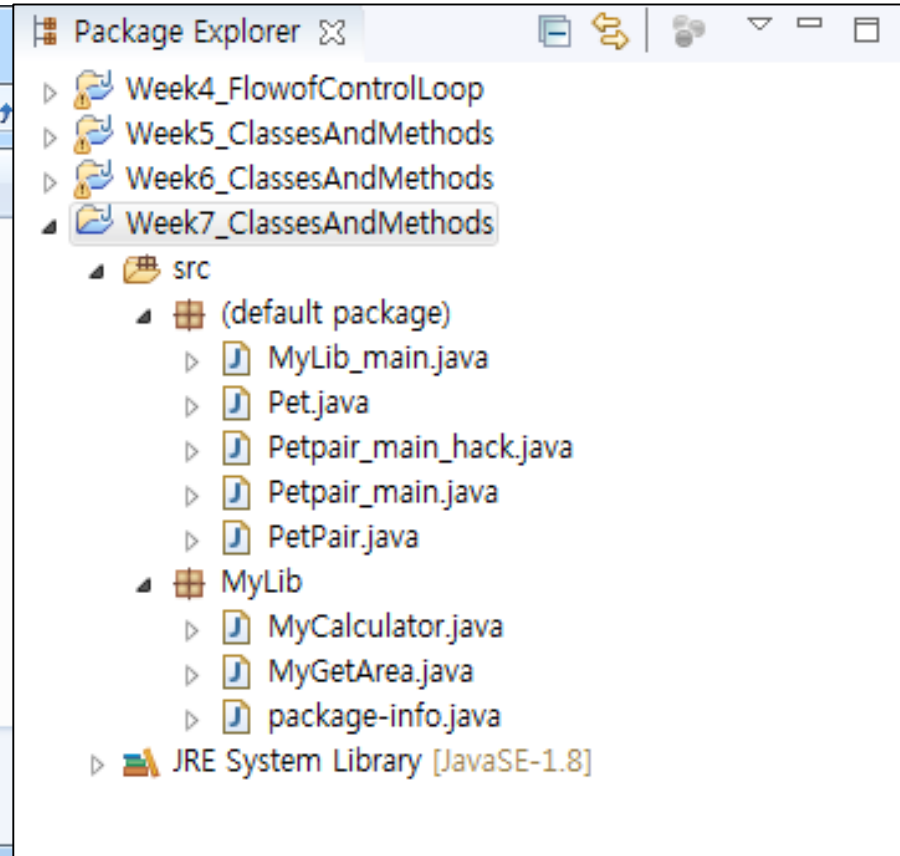 Package Explorer
Week4_FlowofControlLoop
Week5_ClassesAndMethods
Week6_ClassesAndMethods
Week7_ClassesAndMethods
src
(default package)
MyLib_main.java
Pet.java
Petpair_main_hack.java
Petpair_main.java
PetPair.java
MyLib
MyCalculator.java
MyGetArea.java
package-info.java
JRE System Library [JavaSE-1.8]